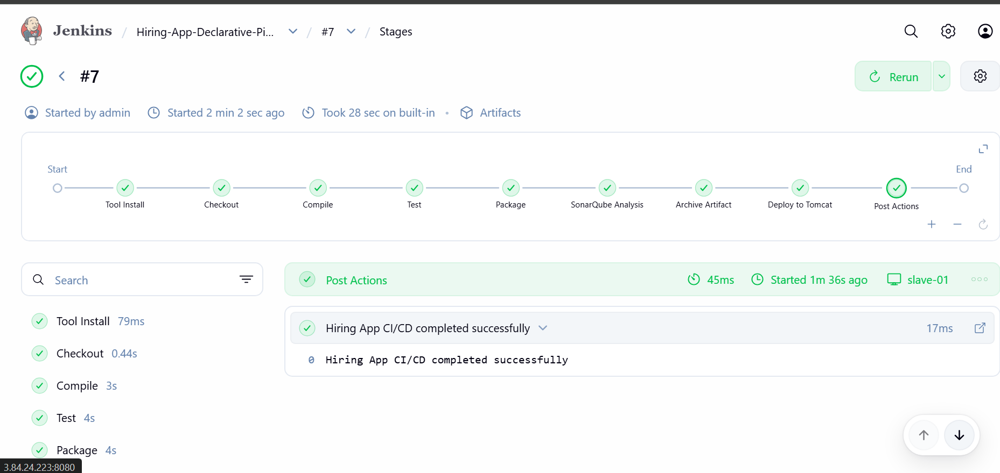 Jenkins / Hiring-App-Declarative-Pi... / #7 / Stages
#7
Rerun
Started by admin Started 2 min 2 sec ago Took 28 sec on built-in • Artifacts
Start End
Tool Install Checkout Compile Test Package SonarQube Analysis Archive Artifact Deploy to Tomcat Post Actions
Search
Post Actions 45ms Started 1m 36s ago slave-01
Hiring App CI/CD completed successfully 17ms
0 Hiring App CI/CD completed successfully
Tool Install 79ms
Checkout 0.44s
Compile 3s
Test 4s
Package 4s
3.84.24.223:8080